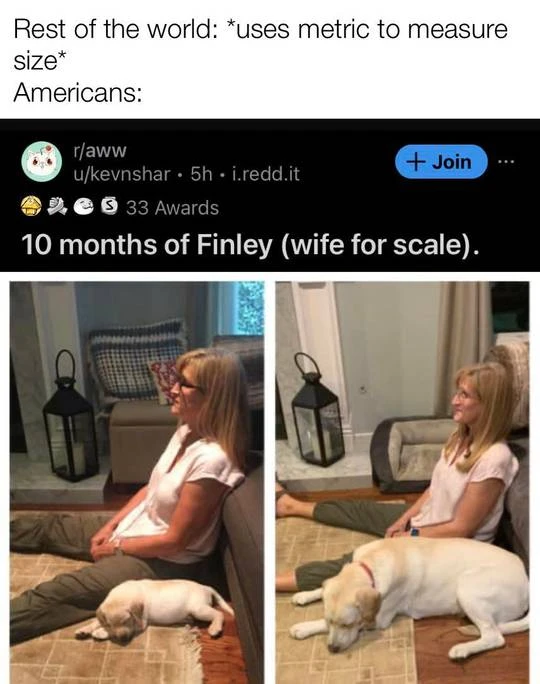 Rest of the world: *uses metric to measure
size*
Americans:
r/aww
u/kevnshar • 5h • i.redd.it
+ Join
33 Awards
10 months of Finley (wife for scale).